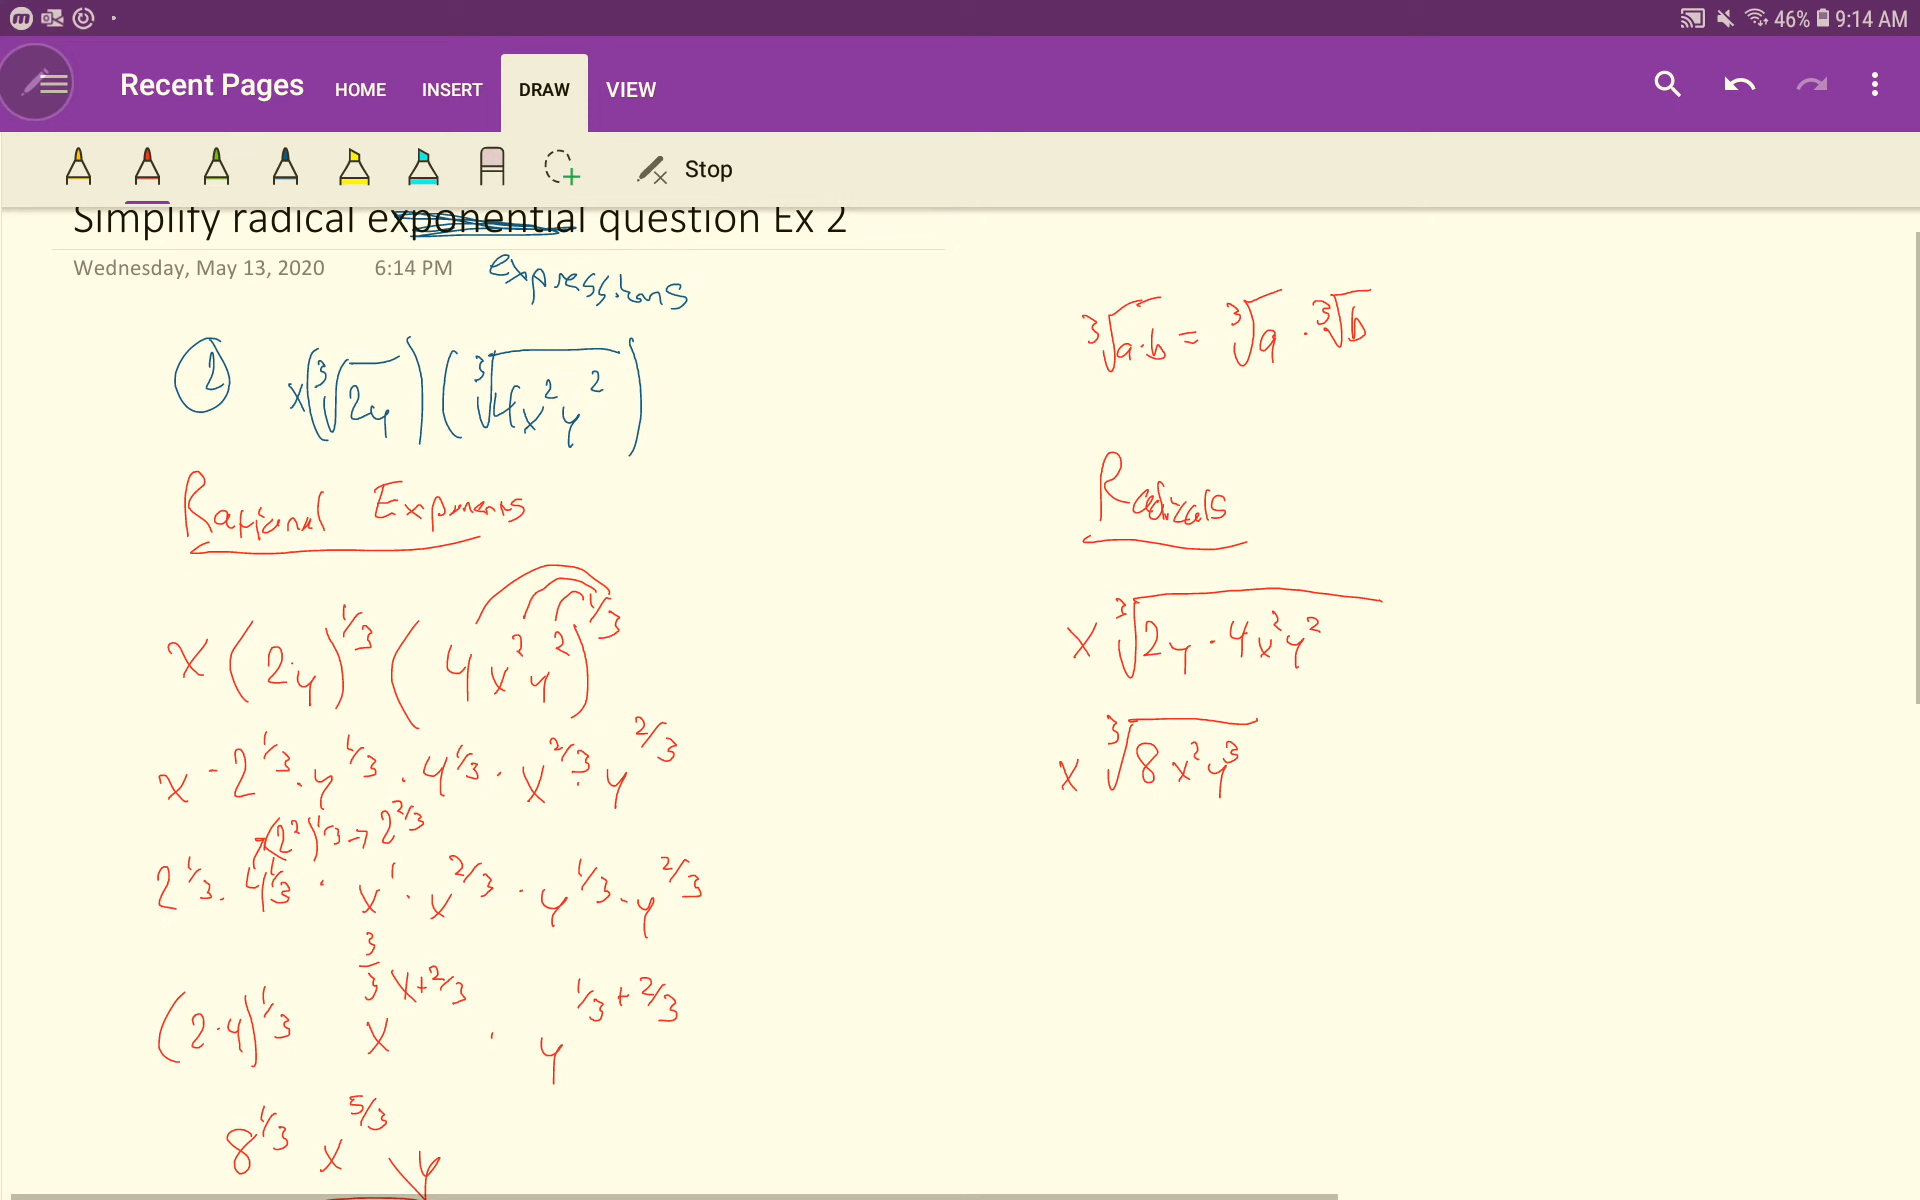 46% 9:14 AM
Recent Pages HOME INSERT DRAW VIEW
Stop
Simplify radical exponential question Ex 2
Wednesday, May 13, 2020 6:14 PM
expressions
∛(a·b) = ∛a · ∛b
② x(∛(2y))(∛(4x²y²))
Rational Exponents
x(2y)^1/3 (4x²y²)^1/3
x · 2^1/3 · y^1/3 · 4^1/3 · x^2/3 · y^2/3
→(2²)^1/3 → 2^2/3
2^1/3 · 4^1/3 · x^1 · x^2/3 · y^1/3 · y^2/3
(2·4)^1/3 x^(3/3 1+2/3) · y^(1/3+2/3)
8^1/3 x^5/3 y
Radicals
x ∛(2y · 4x²y²)
x ∛(8x²y³)